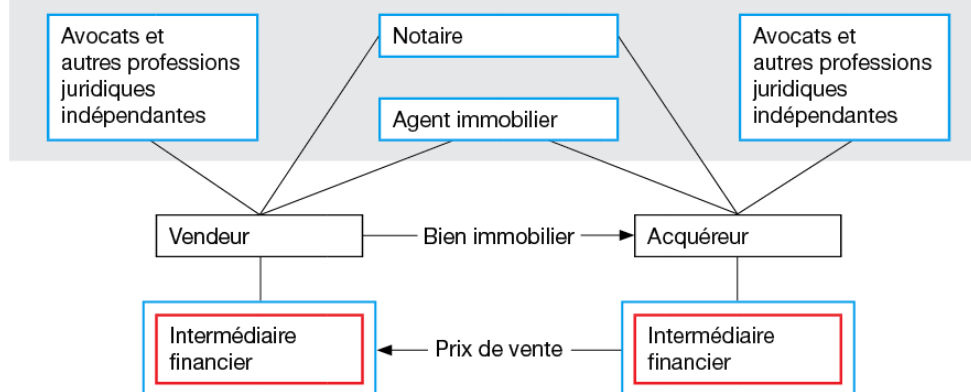 Avocats et
autres professions
juridiques
indépendantes
Notaire
Agent immobilier
Avocats et
autres professions
juridiques
indépendantes
Vendeur
Bien immobilier
Acquéreur
Intermédiaire
financier
Prix de vente
Intermédiaire
financier